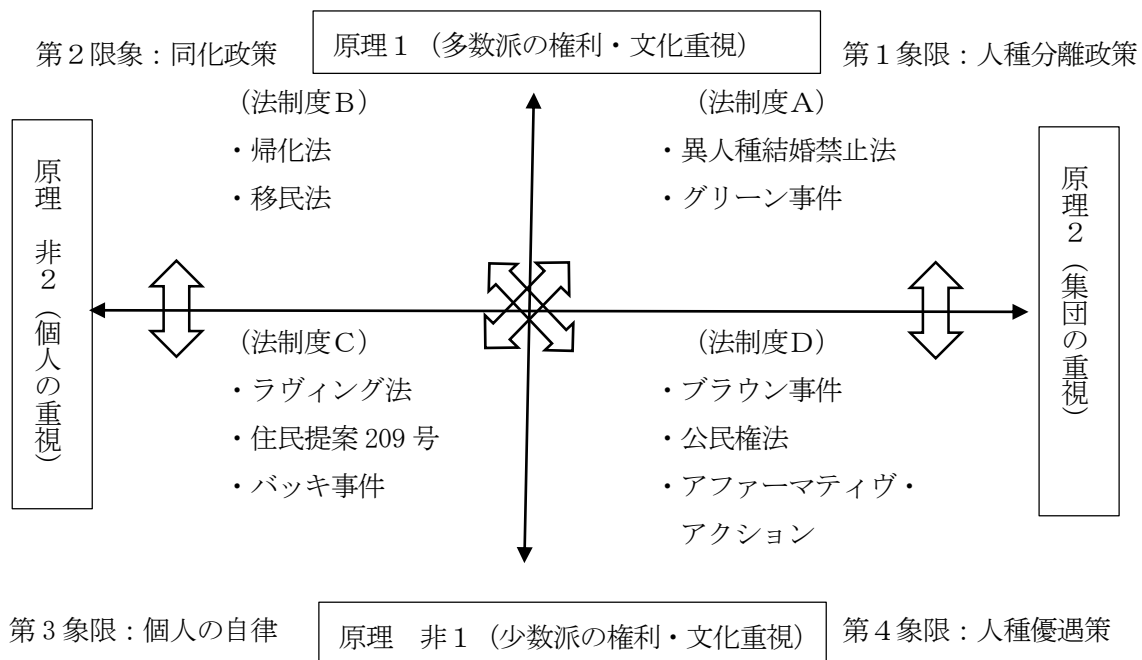 第２限象：同化政策
原理１（多数派の権利・文化重視）
第１象限：人種分離政策
（法制度Ｂ）
・帰化法
・移民法
（法制度Ａ）
・異人種結婚禁止法
・グリーン事件
原理　非２（個人の重視）
原理２（集団の重視）
（法制度Ｃ）
・ラヴィング法
・住民提案 209 号
・バッキ事件
（法制度Ｄ）
・ブラウン事件
・公民権法
・アファーマティヴ・
アクション
第３象限：個人の自律
原理　非１（少数派の権利・文化重視）
第４象限：人種優遇策